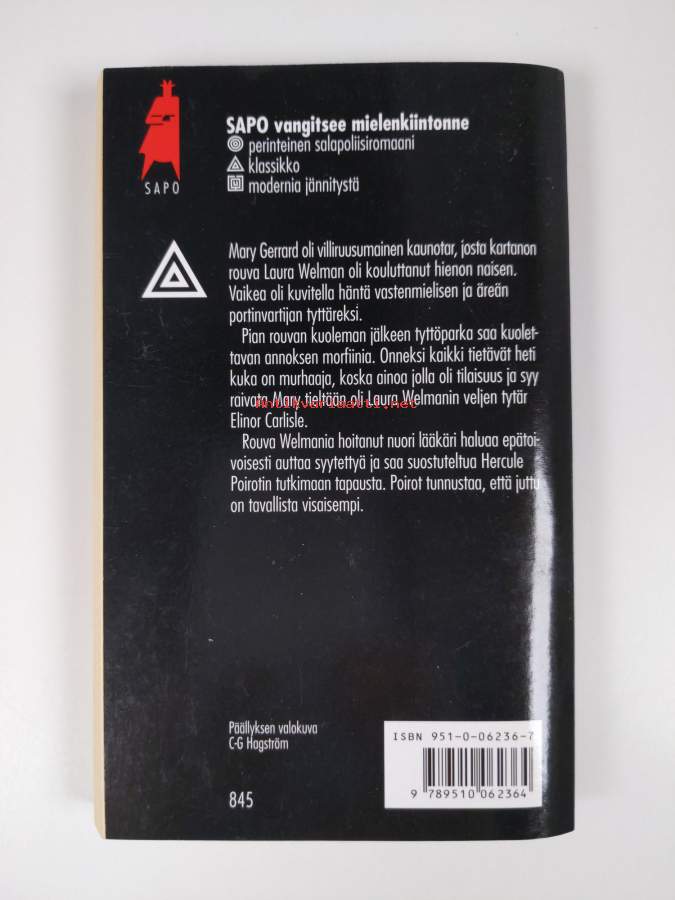 SAPO
SAPO vangitsee mielenkiintonne
perinteinen salapoliisiromaani
klassikko
modernia jännitystä
Mary Gerrard oli villiruusumainen kaunotar, josta kartanon
rouva Laura Welman oli kouluttanut hienon naisen.
Vaikea oli kuvitella häntä vastenmielisen ja äreän
portinvartijan tyttäreksi.
Pian rouvan kuoleman jälkeen tyttöparka saa kuolet-
tavan annoksen morfiinia. Onneksi kaikki tietävät heti
kuka on murhaaja, koska ainoa jolla oli tilaisuus ja syy
raivata Mary tieltään oli Laura Welmanin veljen tytär
Antikvariaatti.net
Elinor Carlisle.
Rouva Welmania hoitanut nuori lääkäri haluaa epätoi-
voisesti auttaa syytettyä ja saa suostuteltua Hercule
Poirotin tutkimaan tapausta. Poirot tunnustaa, että juttu
on tavallista visaisempi.
Päällyksen valokuva
C-G Hagström
845
ISBN 951-0-06236-7
9 789510 062364